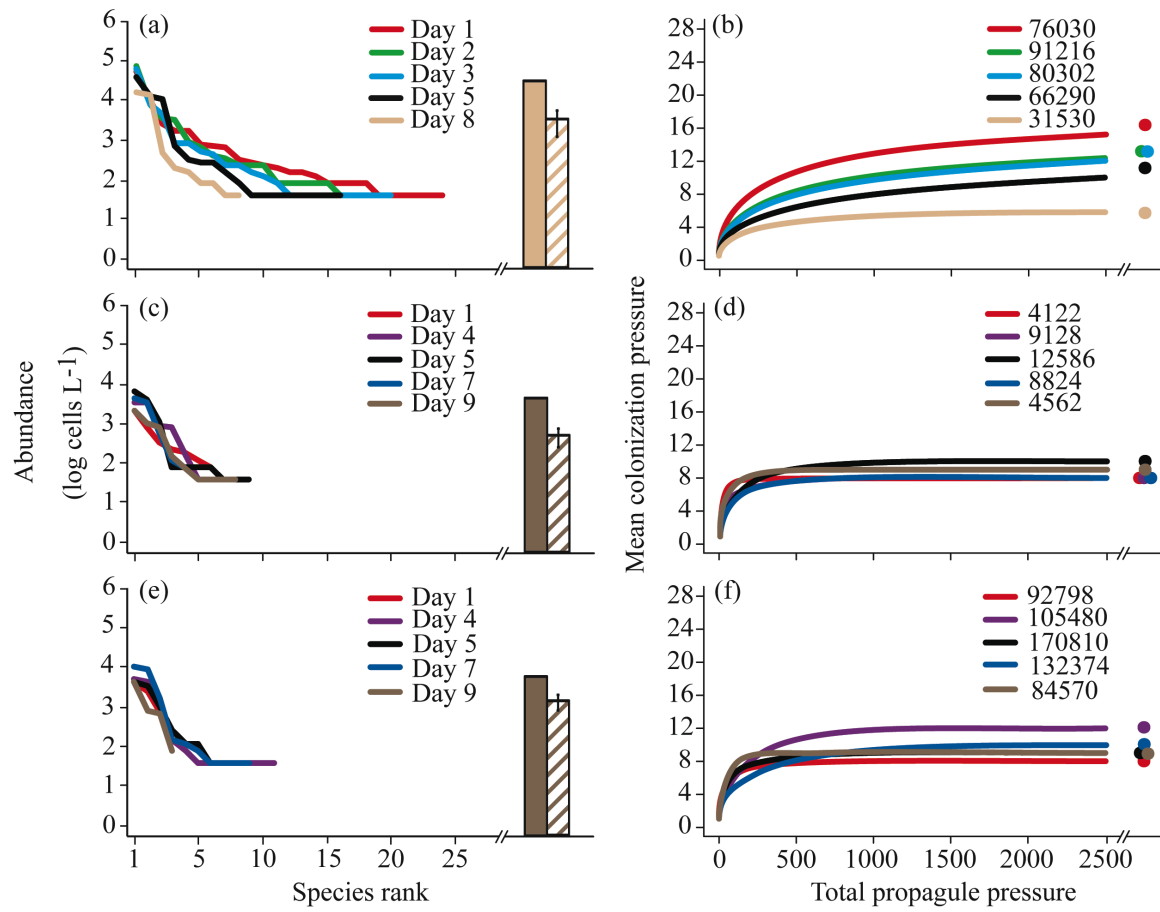 (a)
6
5
4
3
2
1
0
Day 1
Day 2
Day 3
Day 5
Day 8
(b)
28
24
20
16
12
8
4
0
76030
91216
80302
66290
31530
(c)
6
5
4
3
2
1
0
Day 1
Day 4
Day 5
Day 7
Day 9
(d)
28
24
20
16
12
8
4
0
4122
9128
12586
8824
4562
(e)
6
5
4
3
2
1
0
Day 1
Day 4
Day 5
Day 7
Day 9
(f)
28
24
20
16
12
8
4
0
92798
105480
170810
132374
84570
Abundance
(log cells L-1)
Mean colonization pressure
1 5 10 15 20 25
Species rank
0 500 1000 1500 2000 2500
Total propagule pressure